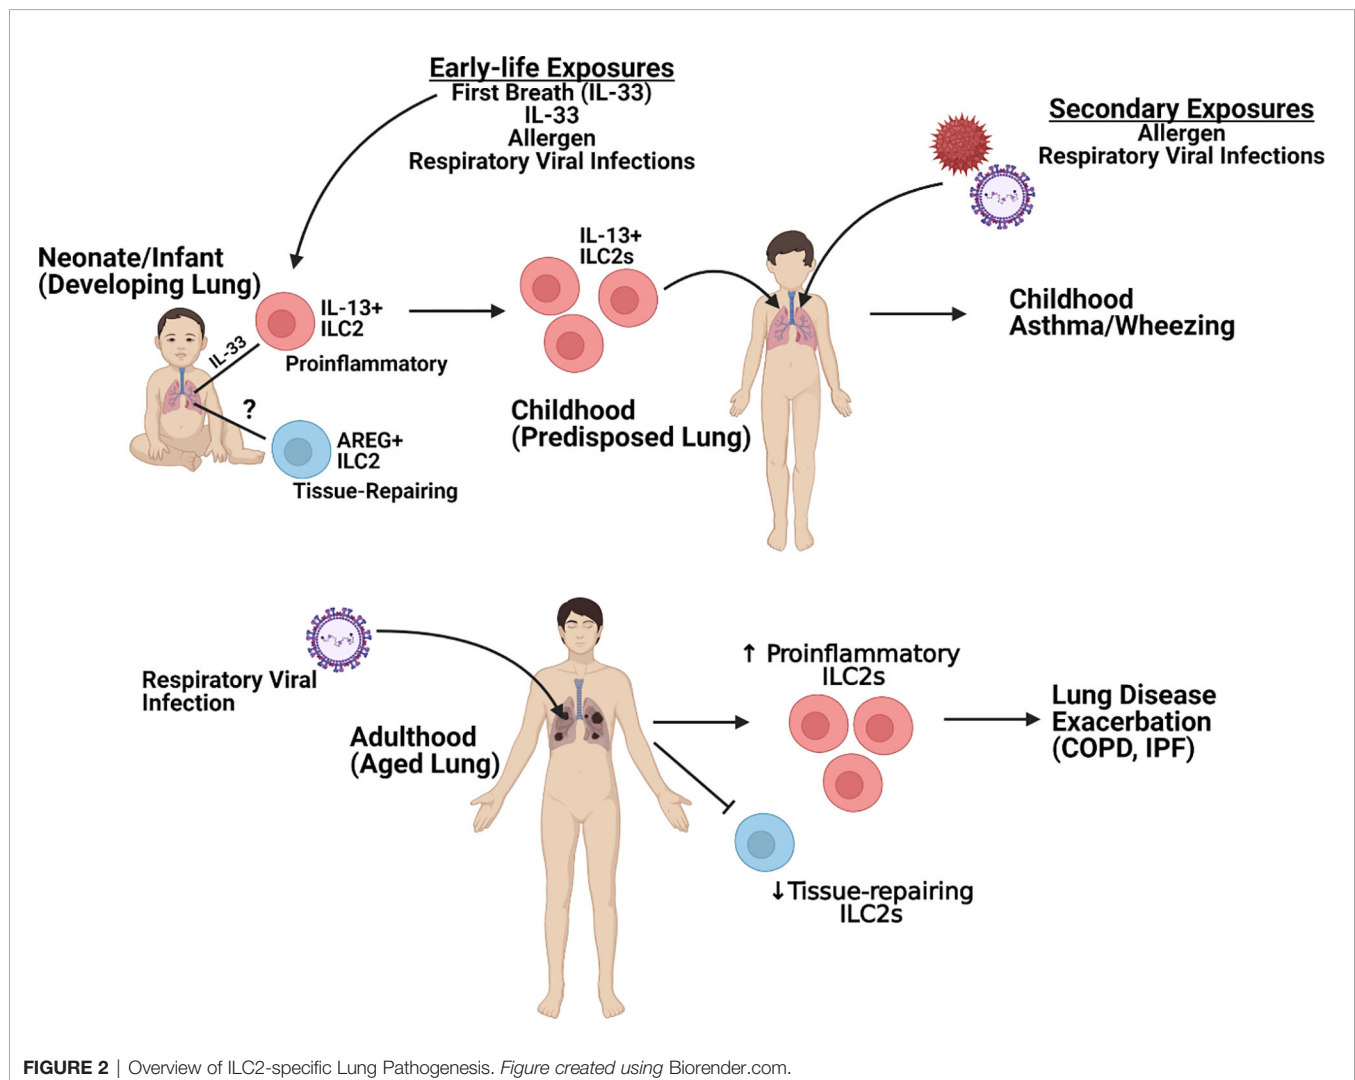 Early-life Exposures
First Breath (IL-33)
IL-33
Allergen
Respiratory Viral Infections
Secondary Exposures
Allergen
Respiratory Viral Infections
Neonate/Infant
(Developing Lung)
IL-33
?
IL-13+
ILC2
Proinflammatory
AREG+
ILC2
Tissue-Repairing
IL-13+
ILC2s
Childhood
(Predisposed Lung)
Childhood
Asthma/Wheezing
Respiratory Viral
Infection
Adulthood
(Aged Lung)
↑ Proinflammatory
ILC2s
↓Tissue-repairing
ILC2s
Lung Disease
Exacerbation
(COPD, IPF)
FIGURE 2 | Overview of ILC2-specific Lung Pathogenesis. Figure created using Biorender.com.